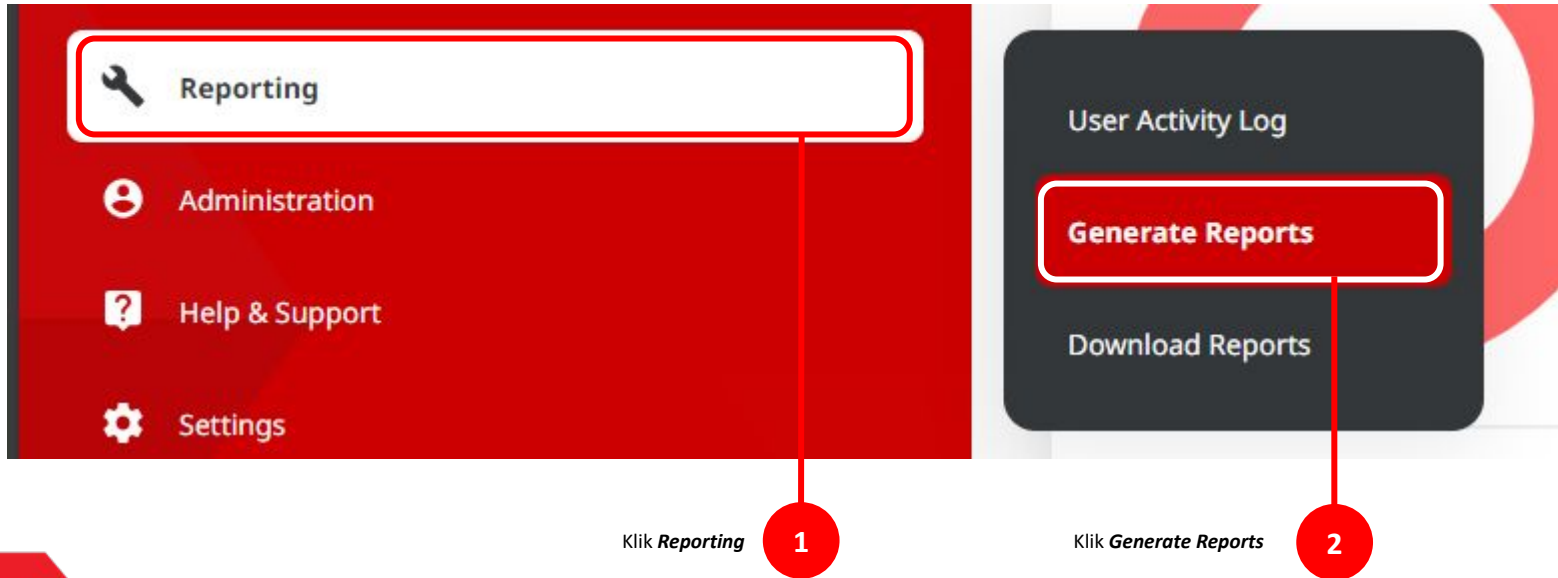 Reporting
Administration
Help & Support
Settings
User Activity Log
Generate Reports
Download Reports
Klik Reporting
1
Klik Generate Reports
2